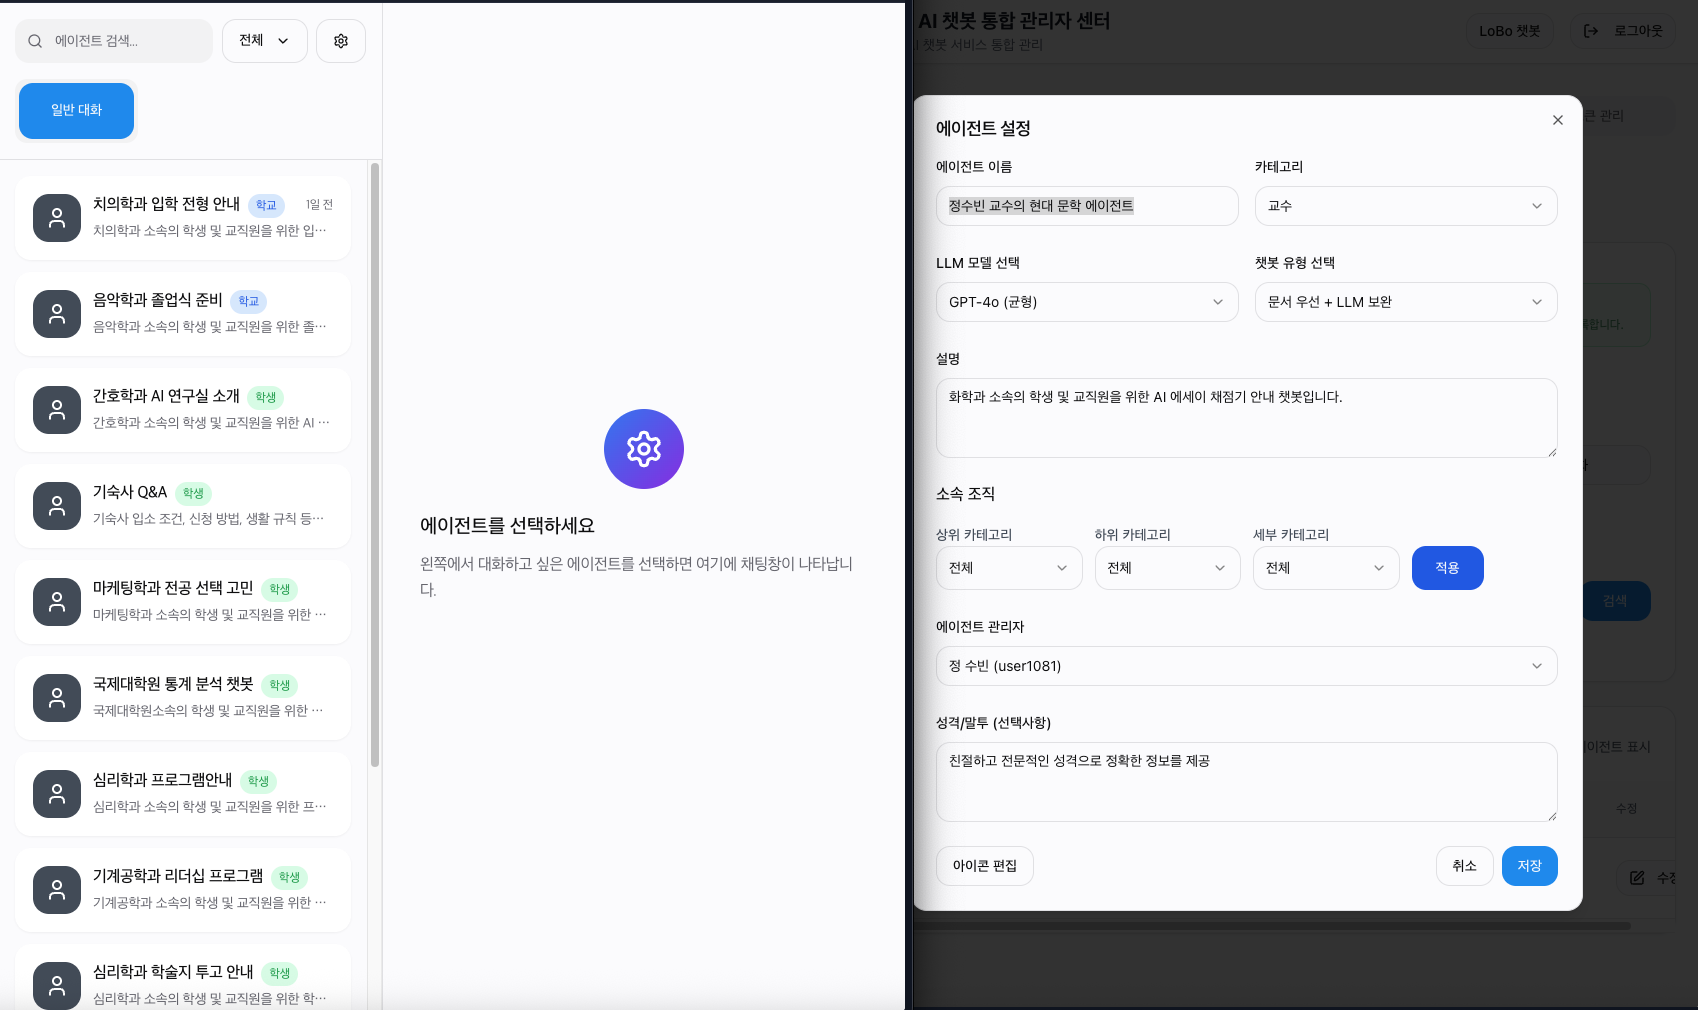 에이전트 검색...
전체
일반 대화
치의학과 입학 전형 안내 학교 1일 전
치의학과 소속의 학생 및 교직원을 위한 입…
음악학과 졸업식 준비 학교
음악학과 소속의 학생 및 교직원을 위한 졸…
간호학과 AI 연구실 소개 학생
간호학과 소속의 학생 및 교직원을 위한 AI …
기숙사 Q&A 학생
기숙사 입소 조건, 신청 방법, 생활 규칙 등…
마케팅학과 전공 선택 고민 학생
마케팅학과 소속의 학생 및 교직원을 위한 …
국제대학원 통계 분석 챗봇 학생
국제대학원소속의 학생 및 교직원을 위한 …
심리학과 프로그램안내 학생
심리학과 소속의 학생 및 교직원을 위한 프…
기계공학과 리더십 프로그램 학생
기계공학과 소속의 학생 및 교직원을 위한 …
심리학과 학술지 투고 안내 학생
심리학과 소속의 학생 및 교직원을 위한 학…
에이전트를 선택하세요
왼쪽에서 대화하고 싶은 에이전트를 선택하면 여기에 채팅창이 나타납니
다.
AI 챗봇 통합 관리자 센터
챗봇 서비스 통합 관리
LoBo 챗봇
로그아웃
큰 관리
에이전트 설정
에이전트 이름 카테고리
정수빈 교수의 현대 문학 에이전트 교수
LLM 모델 선택 챗봇 유형 선택
GPT-4o (균형) 문서 우선 + LLM 보완
설명
화학과 소속의 학생 및 교직원을 위한 AI 에세이 채점기 안내 챗봇입니다.
소속 조직
상위 카테고리 하위 카테고리 세부 카테고리
전체 전체 전체 적용
에이전트 관리자
정 수빈 (user1081)
성격/말투 (선택사항)
친절하고 전문적인 성격으로 정확한 정보를 제공
아이콘 편집 취소 저장
록합니다.
검색
이전트 표시
수정
수정